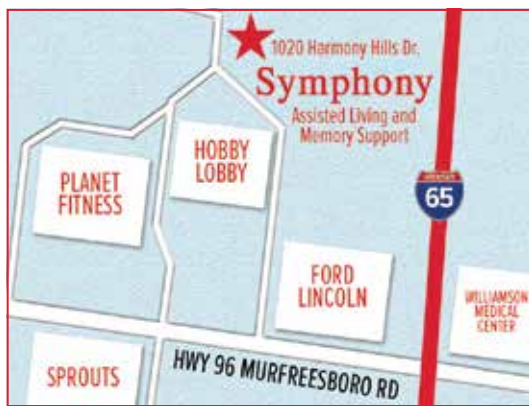 1020 Harmony Hills Dr.
Symphony
Assisted Living and
Memory Support
HOBBY
LOBBY
PLANET
FITNESS
INTERSTATE
65
FORD
LINCOLN
WILLIAMSON
MEDICAL
CENTER
HWY 96 MURFREESBORO RD
SPROUTS